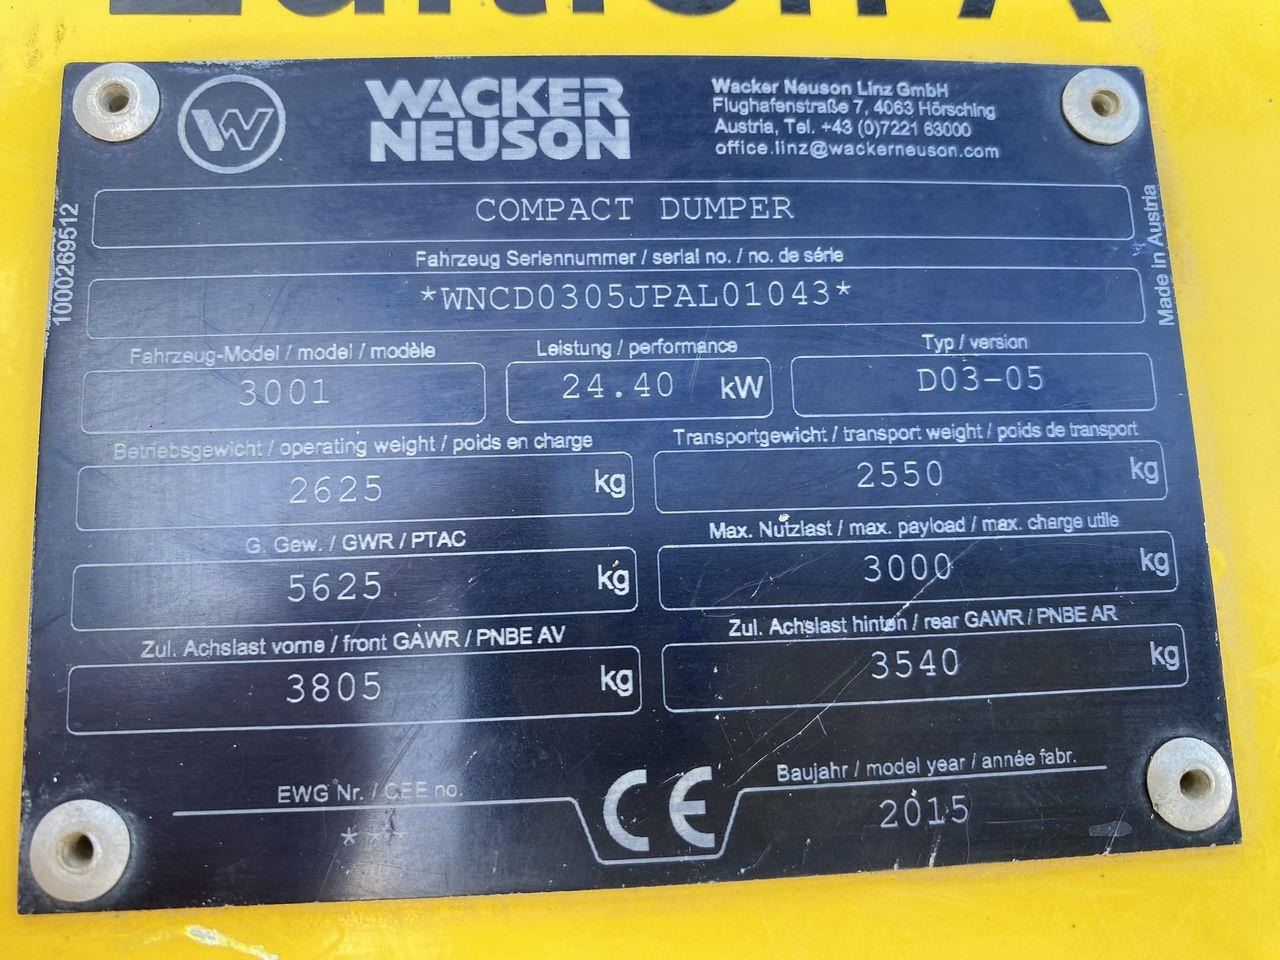 W
WACKER
NEUSON
Wacker Neuson Linz GmbH
Flughafenstraße 7, 4063 Hörsching
Austria, Tel. +43 (0)7221 63000
office.linz@wackerneuson.com
1000269512
Made in Austria
COMPACT DUMPER
Fahrzeug Seriennummer / serial no. / no. de série
*WNCD0305JPAL01043*
Fahrzeug-Model / model / modèle
3001
Leistung / performance
24.40 kW
Typ / version
D03-05
Betriebsgewicht / operating weight / poids en charge
2625 kg
Transportgewicht / transport weight / poids de transport
2550 kg
G. Gew. / GWR / PTAC
5625 kg
Max. Nutzlast / max. payload / max. charge utile
3000 kg
Zul. Achslast vorne / front GAWR / PNBE AV
3805 kg
Zul. Achslast hinten / rear GAWR / PNBE AR
3540 kg
EWG Nr. / CEE no.
***
CE
Baujahr / model year / année fabr.
2015